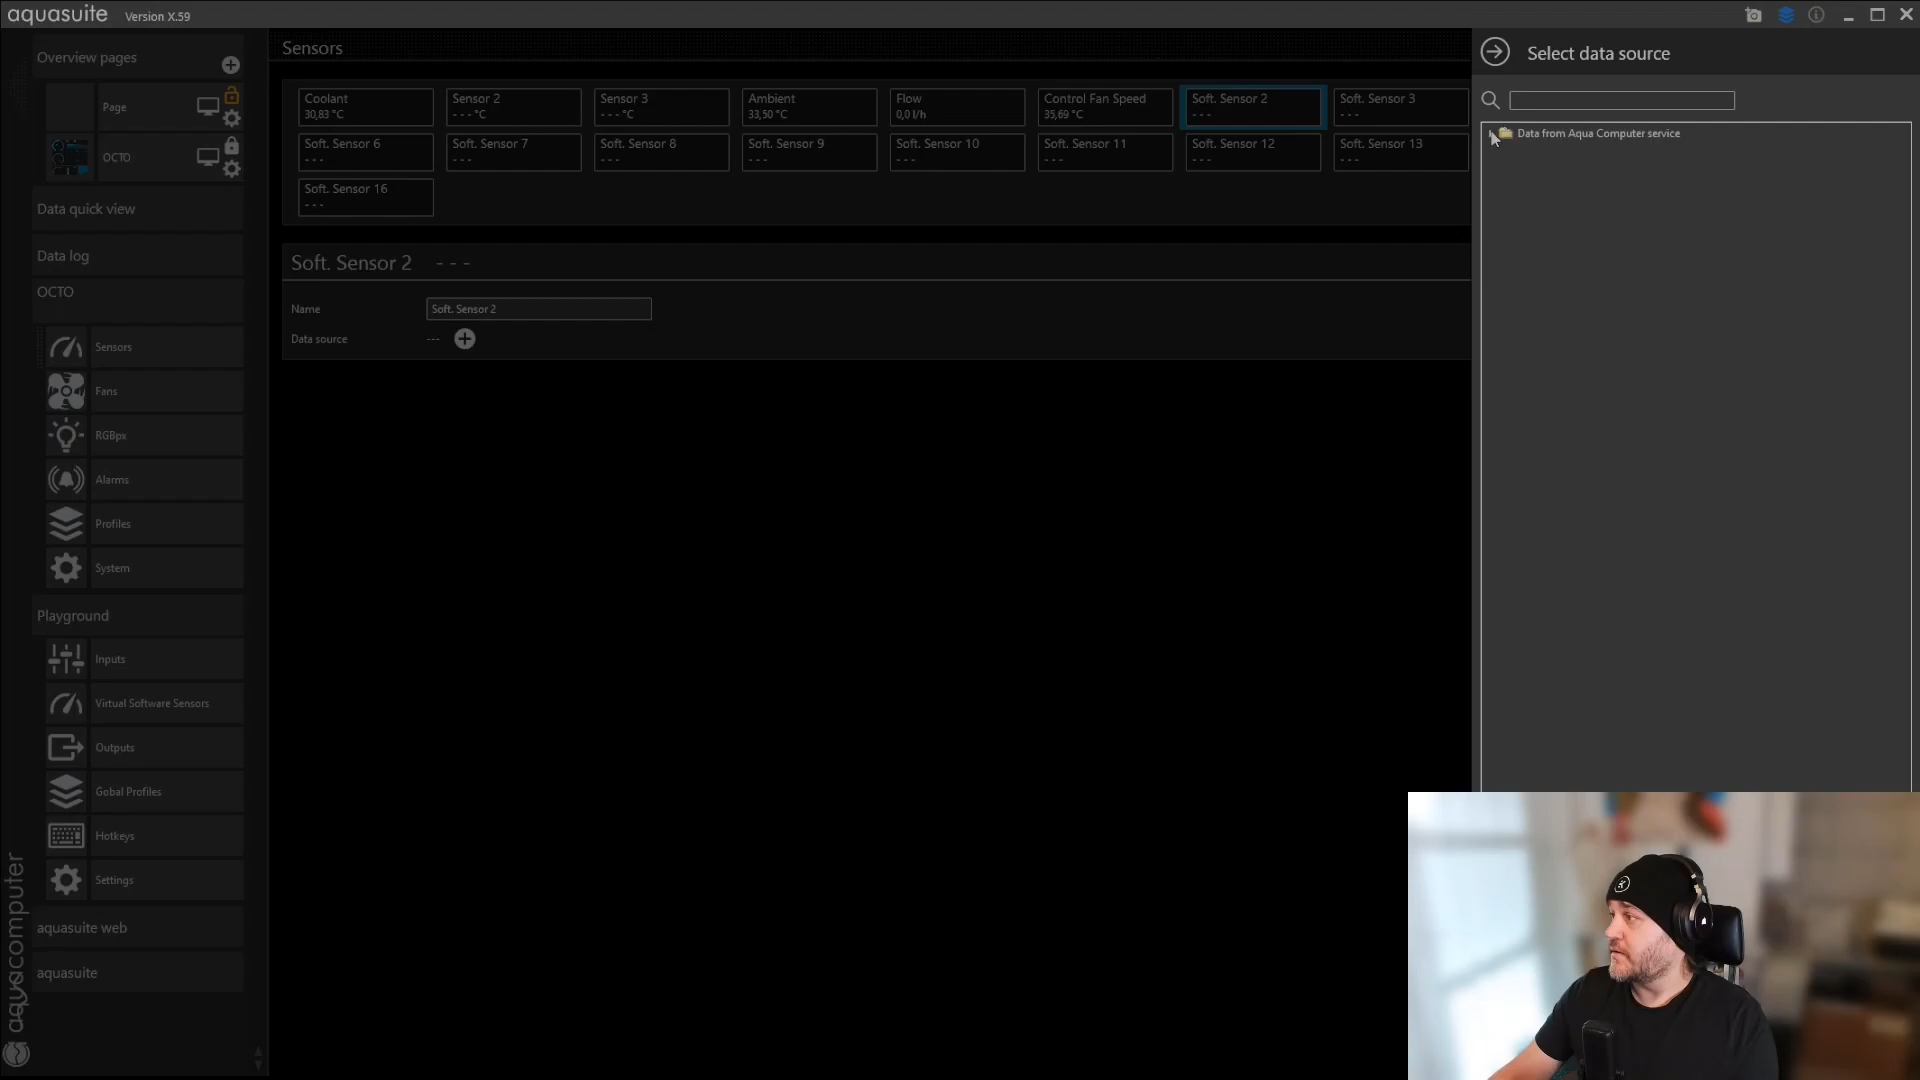 aquasuite Version X.59
Overview pages
Page
OCTO
Data quick view
Data log
OCTO
Sensors
Fans
RGBpx
Alarms
Profiles
System
Playground
Inputs
Virtual Software Sensors
Outputs
Gobal Profiles
Hotkeys
Settings
aquasuite web
aquasuite
aquacomputer
Sensors
Coolant Sensor 2 Sensor 3 Ambient Flow Control Fan Speed Soft. Sensor 2 Soft. Sensor 3
30,83 °C - - - °C - - - °C 33,50 °C 0,0 l/h 35,69 °C - - - - - -
Soft. Sensor 6 Soft. Sensor 7 Soft. Sensor 8 Soft. Sensor 9 Soft. Sensor 10 Soft. Sensor 11 Soft. Sensor 12 Soft. Sensor 13
- - - - - - - - - - - - - - - - - - - - - - - -
Soft. Sensor 16
- - -
Soft. Sensor 2 - - -
Name Soft. Sensor 2
Data source ---
Select data source
Data from Aqua Computer service